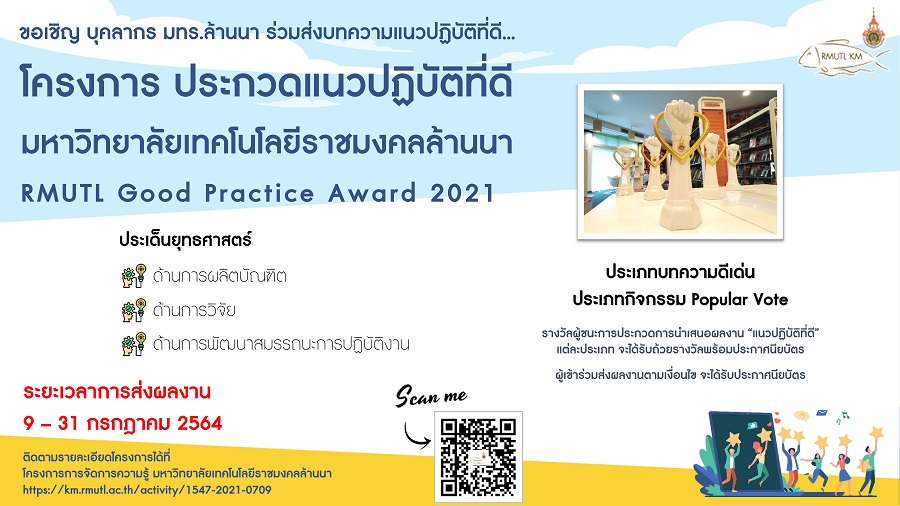 ขอเชิญ บุคลากร มทร.ล้านนา ร่วมส่งบทความแนวปฏิบัติที่ดี...
โครงการ ประกวดแนวปฏิบัติที่ดี
มหาวิทยาลัยเทคโนโลยีราชมงคลล้านนา
RMUTL Good Practice Award 2021
RMUTL KM
ประเด็นยุทธศาสตร์
ด้านการผลิตบัณฑิต
ด้านการวิจัย
ด้านการพัฒนาสมรรถนะการปฏิบัติงาน
ประเภทบทความดีเด่น
ประเภทกิจกรรม Popular Vote
รางวัลผู้ชนะการประกวดการนำเสนอผลงาน “แนวปฏิบัติที่ดี”
แต่ละประเภท จะได้รับถ้วยรางวัลพร้อมประกาศนียบัตร
ผู้เข้าร่วมส่งผลงานตามเงื่อนไข จะได้รับประกาศนียบัตร
ระยะเวลาการส่งผลงาน
9 – 31 กรกฎาคม 2564
Scan me
ติดตามรายละเอียดโครงการได้ที่
โครงการการจัดการความรู้ มหาวิทยาลัยเทคโนโลยีราชมงคลล้านนา
https://km.rmutl.ac.th/activity/1547-2021-0709